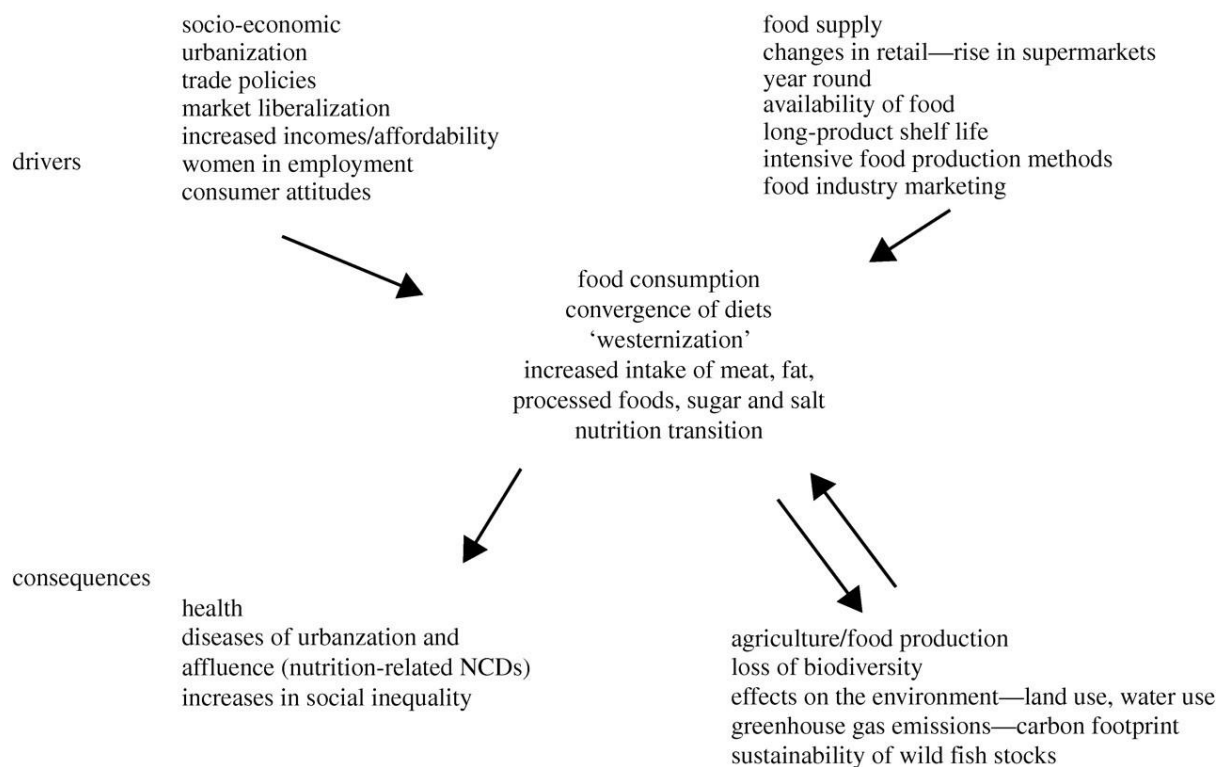 socio-economic
urbanization
trade policies
market liberalization
increased incomes/affordability
women in employment
consumer attitudes
food supply
changes in retail—rise in supermarkets
year round
availability of food
long-product shelf life
intensive food production methods
food industry marketing
drivers
food consumption
convergence of diets
‘westernization’
increased intake of meat, fat,
processed foods, sugar and salt
nutrition transition
consequences
health
diseases of urbanzation and
affluence (nutrition-related NCDs)
increases in social inequality
agriculture/food production
loss of biodiversity
effects on the environment—land use, water use
greenhouse gas emissions—carbon footprint
sustainability of wild fish stocks